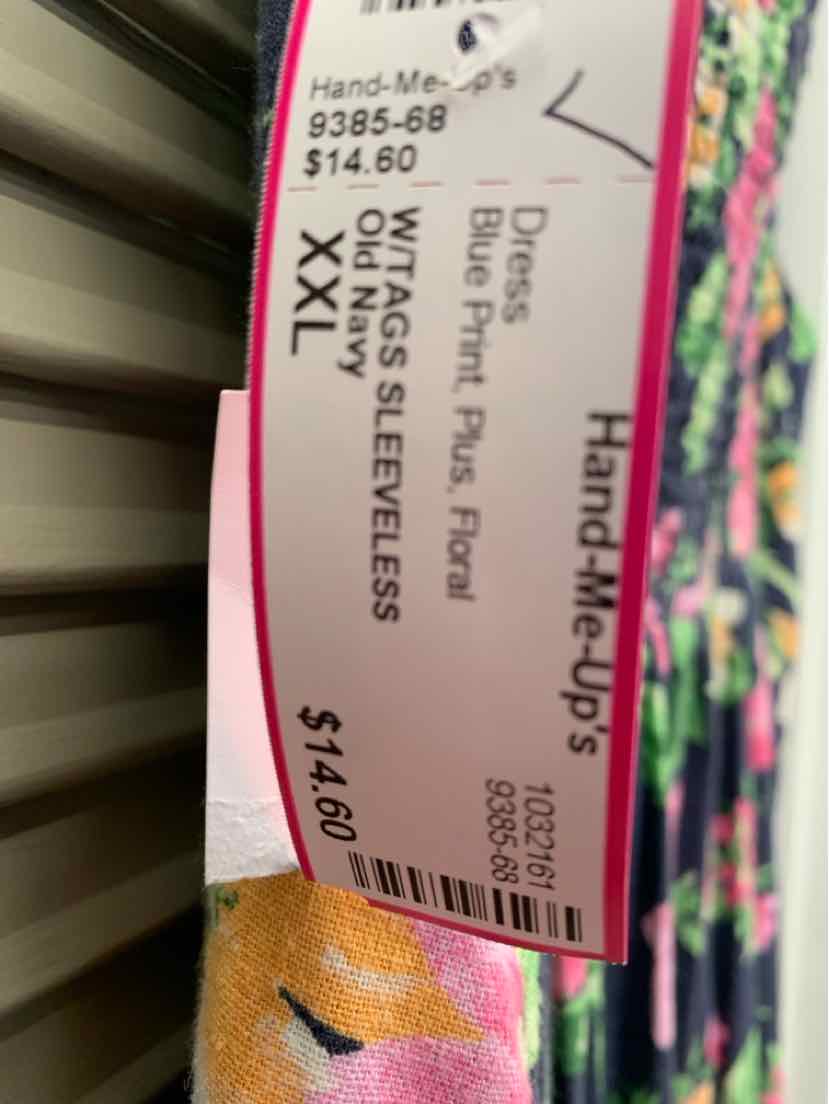 Hand-Me-Up's
9385-68
$14.60
Hand-Me-Up's
1032161
9385-68
Dress
Blue Print, Plus, Floral
W/TAGS SLEEVELESS
Old Navy
XXL
$14.60